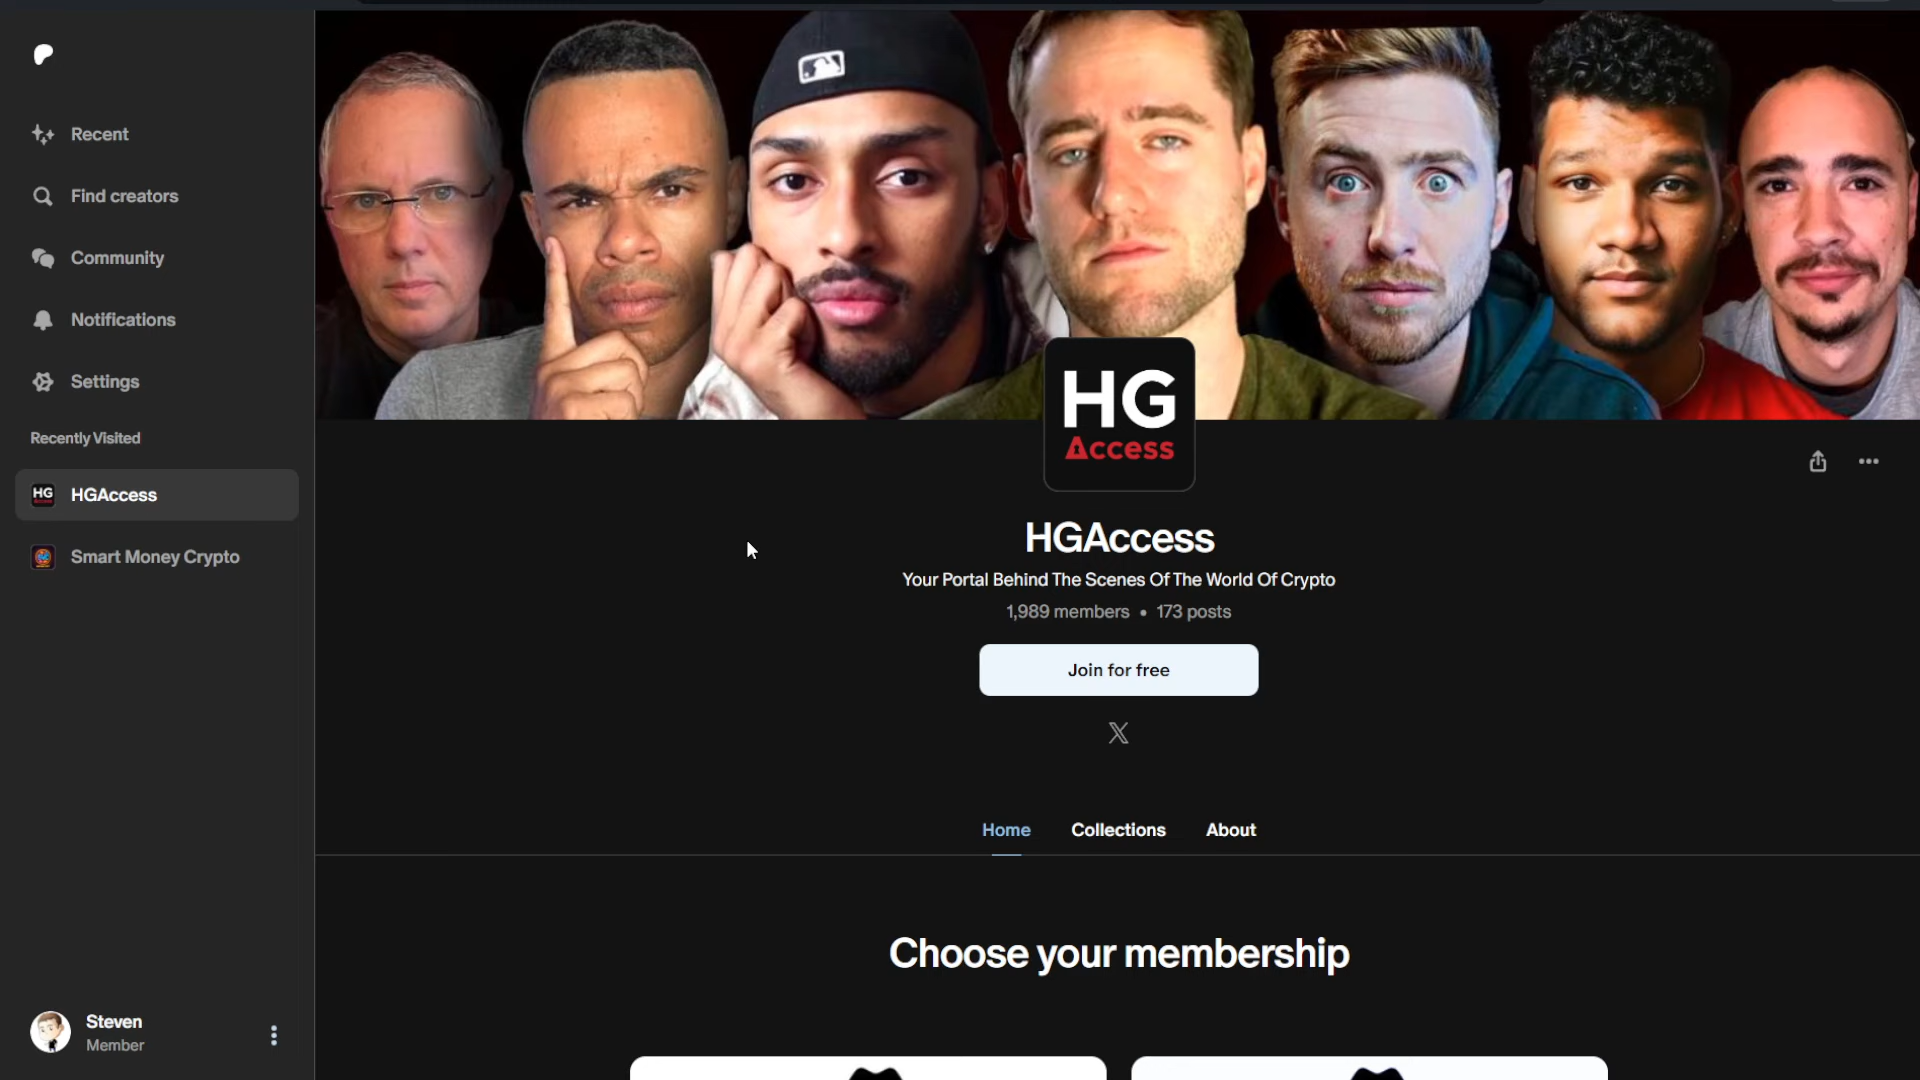 Recent
Find creators
Community
Notifications
Settings
Recently Visited
HG HGAccess
Smart Money Crypto
Steven
Member
HG
Access
HGAccess
Your Portal Behind The Scenes Of The World Of Crypto
1,989 members • 173 posts
Join for free
Home Collections About
Choose your membership